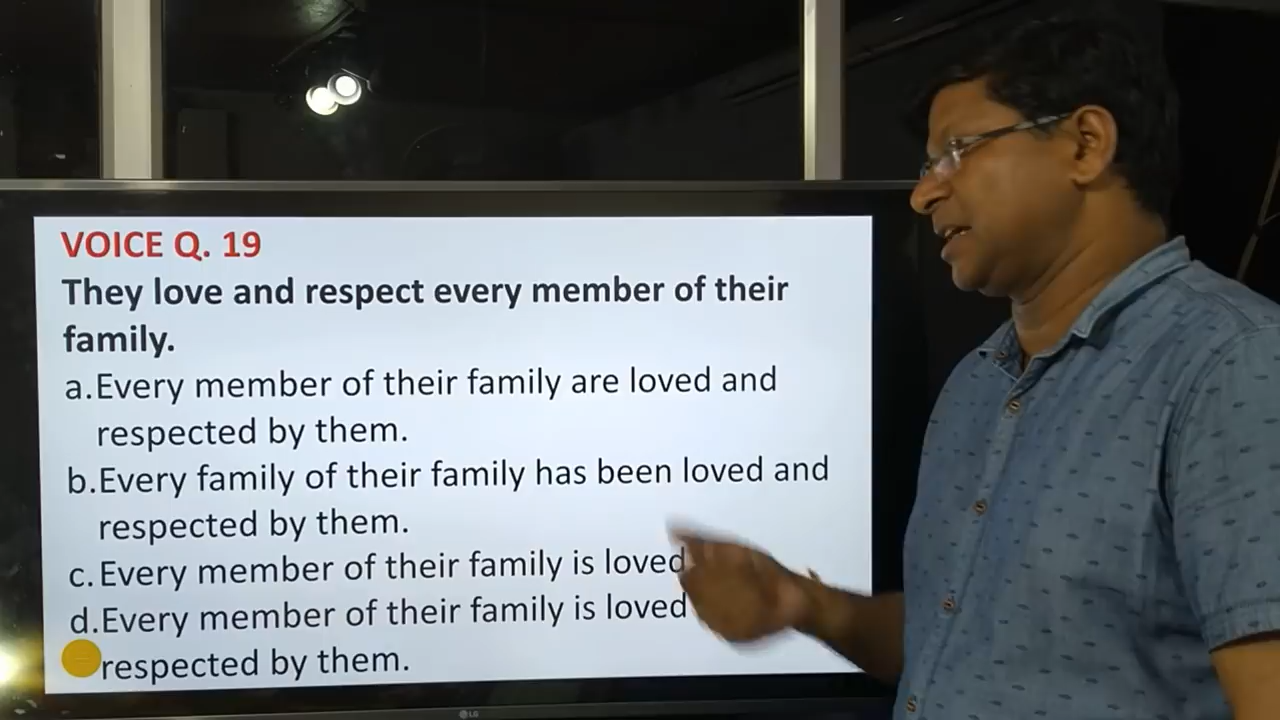 VOICE Q. 19
They love and respect every member of their
family.
a.Every member of their family are loved and
respected by them.
b.Every family of their family has been loved and
respected by them.
c. Every member of their family is loved
d.Every member of their family is loved
respected by them.
LG